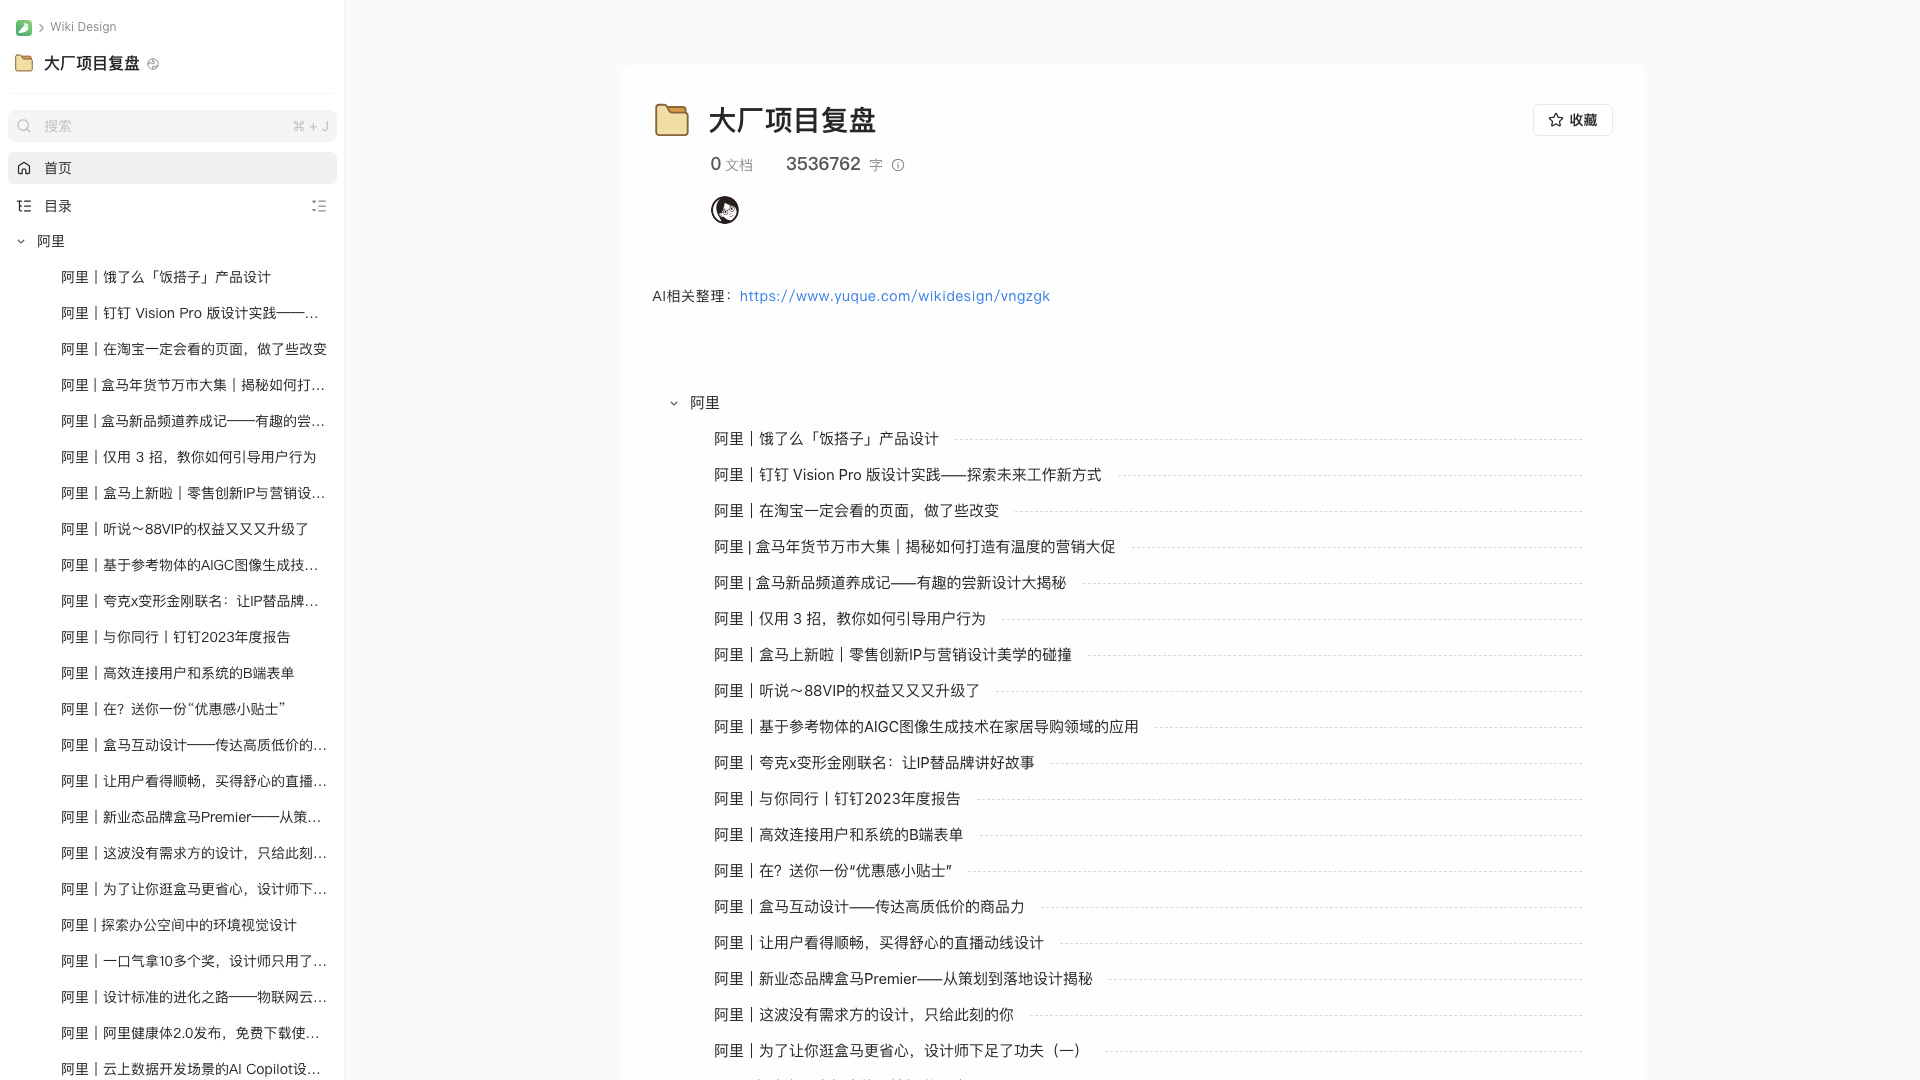 Wiki Design
大厂项目复盘
搜索 ⌘ + J
首页
目录
阿里
阿里｜饿了么「饭搭子」产品设计
阿里｜钉钉 Vision Pro 版设计实践——...
阿里｜在淘宝一定会看的页面，做了些改变
阿里 | 盒马年货节万市大集｜揭秘如何打...
阿里 | 盒马新品频道养成记——有趣的尝...
阿里｜仅用 3 招，教你如何引导用户行为
阿里｜盒马上新啦｜零售创新IP与营销设...
阿里｜听说～88VIP的权益又又又升级了
阿里｜基于参考物体的AIGC图像生成技...
阿里｜夸克x变形金刚联名：让IP替品牌...
阿里｜与你同行丨钉钉2023年度报告
阿里｜高效连接用户和系统的B端表单
阿里｜在？送你一份“优惠感小贴士”
阿里｜盒马互动设计——传达高质低价的...
阿里｜让用户看得顺畅，买得舒心的直播...
阿里｜新业态品牌盒马Premier——从策...
阿里｜这波没有需求方的设计，只给此刻...
阿里｜为了让你逛盒马更省心，设计师下...
阿里 | 探索办公空间中的环境视觉设计
阿里｜一口气拿10多个奖，设计师只用了...
阿里｜设计标准的进化之路——物联网云...
阿里｜阿里健康体2.0发布，免费下载使...
阿里｜云上数据开发场景的AI Copilot设...
大厂项目复盘
收藏
0 文档 3536762 字
AI相关整理：https://www.yuque.com/wikidesign/vngzgk
阿里
阿里｜饿了么「饭搭子」产品设计
阿里｜钉钉 Vision Pro 版设计实践——探索未来工作新方式
阿里｜在淘宝一定会看的页面，做了些改变
阿里 | 盒马年货节万市大集｜揭秘如何打造有温度的营销大促
阿里 | 盒马新品频道养成记——有趣的尝新设计大揭秘
阿里｜仅用 3 招，教你如何引导用户行为
阿里｜盒马上新啦｜零售创新IP与营销设计美学的碰撞
阿里｜听说～88VIP的权益又又又升级了
阿里｜基于参考物体的AIGC图像生成技术在家居导购领域的应用
阿里｜夸克x变形金刚联名：让IP替品牌讲好故事
阿里｜与你同行丨钉钉2023年度报告
阿里｜高效连接用户和系统的B端表单
阿里｜在？送你一份“优惠感小贴士”
阿里｜盒马互动设计——传达高质低价的商品力
阿里｜让用户看得顺畅，买得舒心的直播动线设计
阿里｜新业态品牌盒马Premier——从策划到落地设计揭秘
阿里｜这波没有需求方的设计，只给此刻的你
阿里｜为了让你逛盒马更省心，设计师下足了功夫（一）